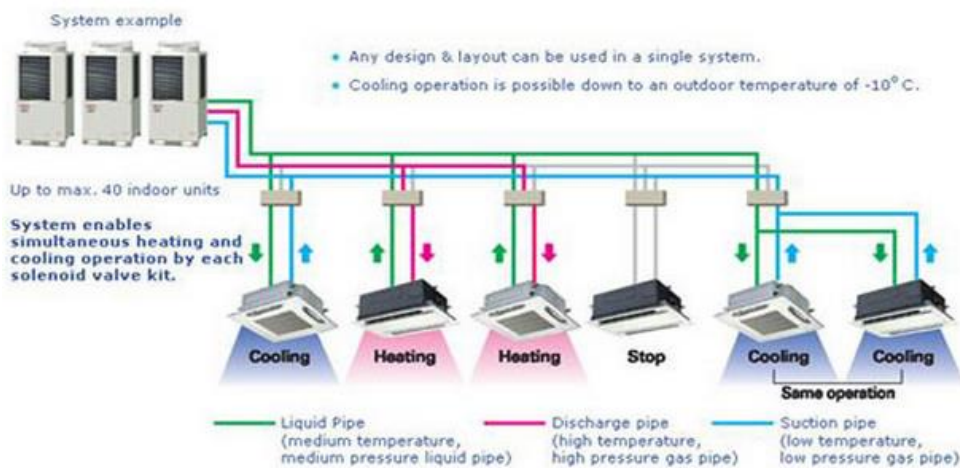 System example
• Any design & layout can be used in a single system.
• Cooling operation is possible down to an outdoor temperature of -10° C.
Up to max. 40 indoor units
System enables
simultaneous heating and
cooling operation by each
solenoid valve kit.
Cooling
Heating
Heating
Stop
Cooling
Cooling
Same operation
Liquid Pipe
(medium temperature,
medium pressure liquid pipe)
Discharge pipe
(high temperature,
high pressure gas pipe)
Suction pipe
(low temperature,
low pressure gas pipe)